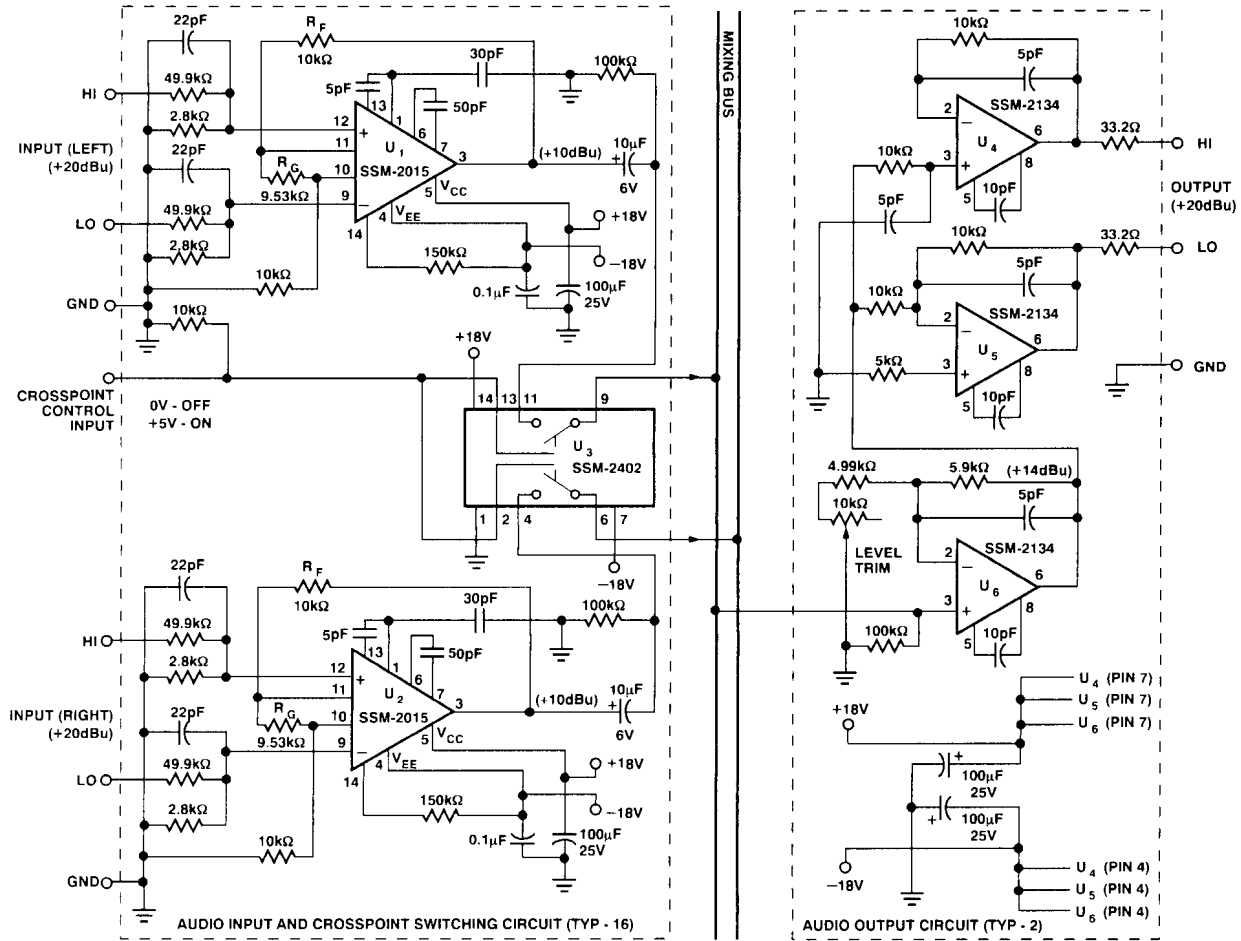 22pF
49.9kΩ
HI
2.8kΩ
INPUT (LEFT)
(+20dBu)
22pF
LO
49.9kΩ
2.8kΩ
10kΩ
GND
10kΩ
RF
10kΩ
5pF
30pF
100kΩ
50pF
13
1
6
7
12
+
11
U1
10
SSM-2015
3
(+10dBu)
10µF
+
6V
RG
9.53kΩ
9
−
5
VCC
4
VEE
14
+18V
−18V
150kΩ
0.1µF
100µF
25V
CROSSPOINT
CONTROL
INPUT
0V - OFF
+5V - ON
+18V
14
13
11
9
U3
SSM-2402
1
2
4
6
7
−18V
22pF
49.9kΩ
HI
2.8kΩ
INPUT (RIGHT)
(+20dBu)
22pF
LO
49.9kΩ
2.8kΩ
10kΩ
GND
RF
10kΩ
5pF
30pF
100kΩ
50pF
13
1
6
7
12
+
11
U2
10
SSM-2015
3
(+10dBu)
10µF
+
6V
RG
9.53kΩ
9
−
5
VCC
4
VEE
14
+18V
−18V
150kΩ
0.1µF
100µF
25V
AUDIO INPUT AND CROSSPOINT SWITCHING CIRCUIT (TYP - 16)
MIXING BUS
10kΩ
5pF
SSM-2134
2
−
U4
6
33.2Ω
HI
10kΩ
3
+
8
5
10pF
5pF
OUTPUT
(+20dBu)
10kΩ
33.2Ω
LO
5pF
10kΩ
SSM-2134
2
−
U5
6
5kΩ
3
+
8
5
10pF
GND
4.99kΩ
5.9kΩ
(+14dBu)
10kΩ
5pF
LEVEL
TRIM
SSM-2134
2
−
U6
6
3
+
8
100kΩ
5
10pF
U4 (PIN 7)
U5 (PIN 7)
U6 (PIN 7)
+18V
+
100µF
25V
+
100µF
25V
−18V
U4 (PIN 4)
U5 (PIN 4)
U6 (PIN 4)
AUDIO OUTPUT CIRCUIT (TYP - 2)